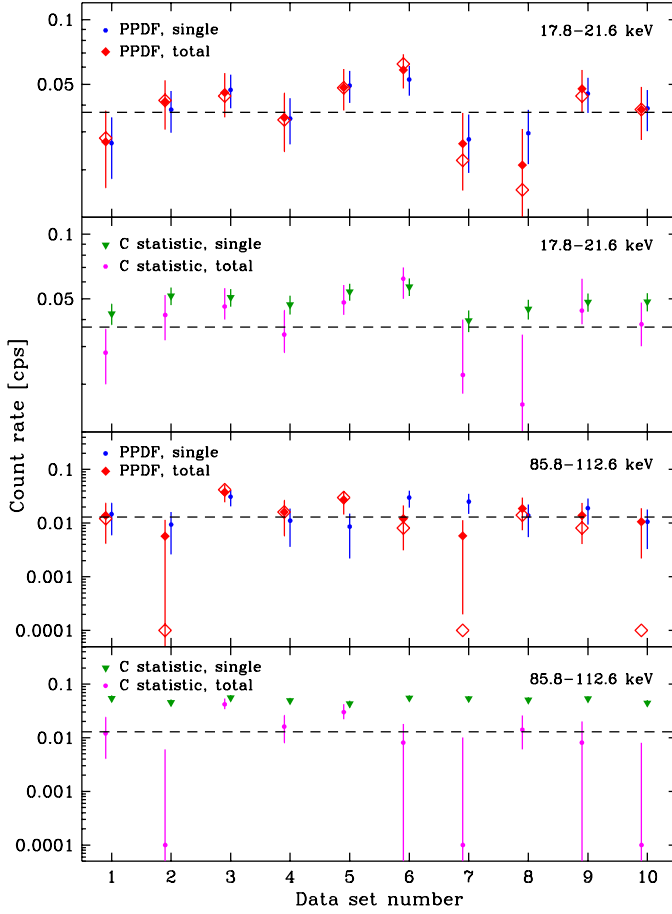 0.1
PPDF, single
PPDF, total
17.8−21.6 keV
0.05
0.1
C statistic, single
C statistic, total
17.8−21.6 keV
0.05
Count rate [cps]
PPDF, single
PPDF, total
85.8−112.6 keV
0.1
0.01
0.001
0.0001
C statistic, single
C statistic, total
85.8−112.6 keV
0.1
0.01
0.001
0.0001
1 2 3 4 5 6 7 8 9 10
Data set number